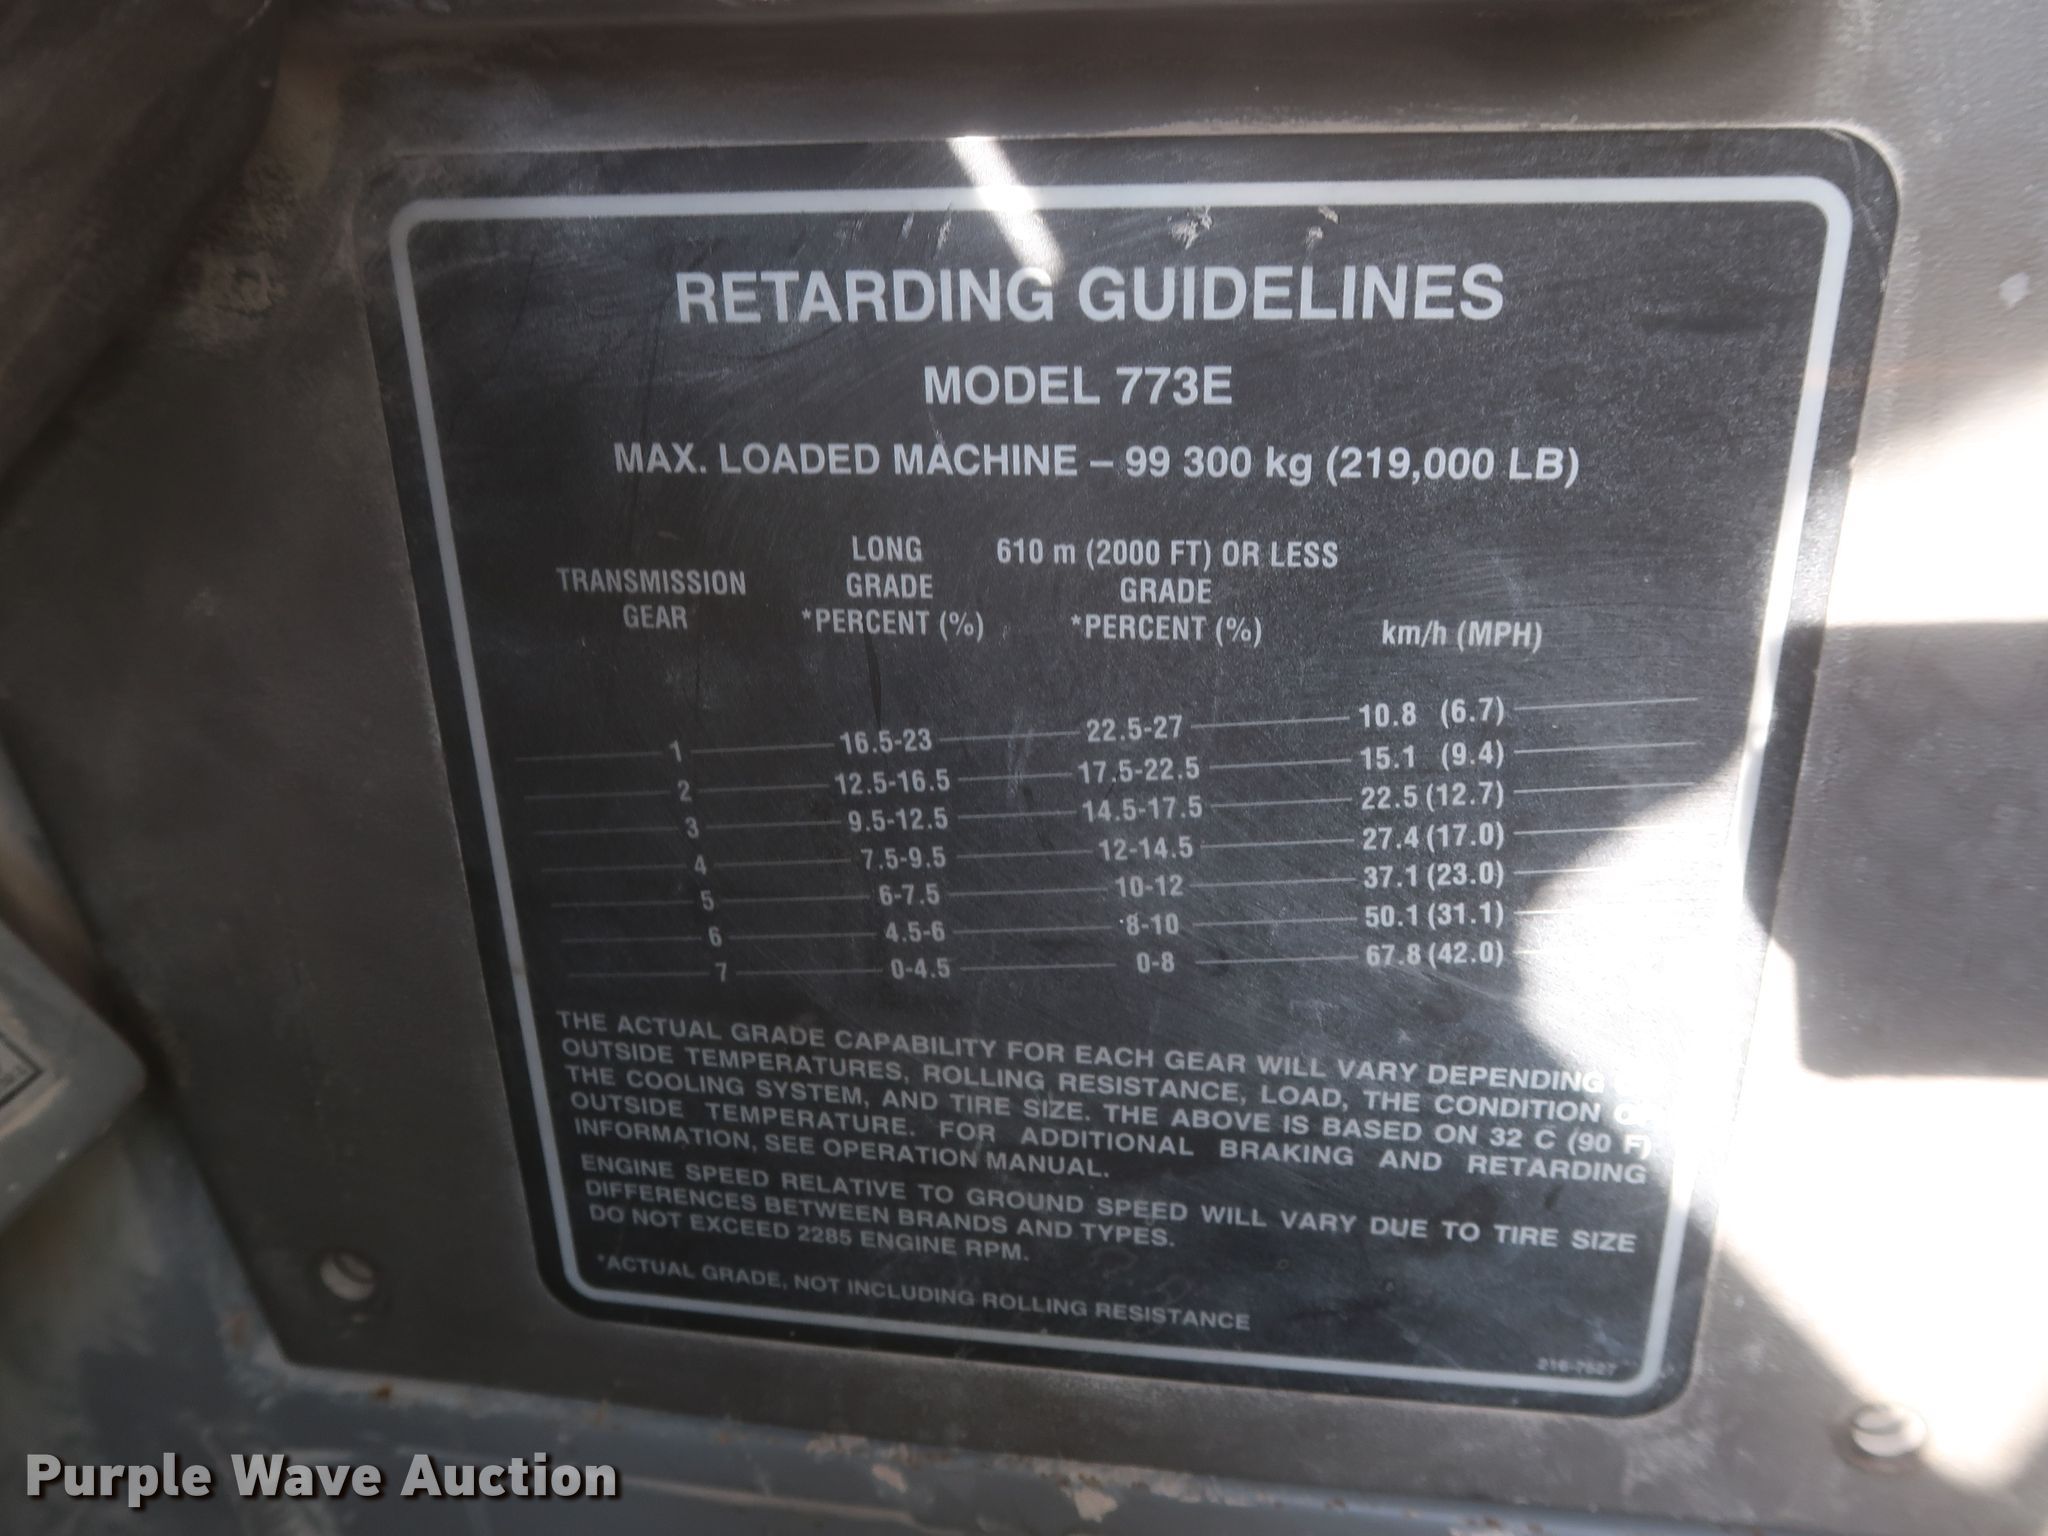 RETARDING GUIDELINES
MODEL 773E
MAX. LOADED MACHINE – 99 300 kg (219,000 LB)
TRANSMISSION GEAR LONG GRADE *PERCENT (%) 610 m (2000 FT) OR LESS GRADE *PERCENT (%) km/h (MPH)
1 16.5-23 22.5-27 10.8 (6.7)
2 12.5-16.5 17.5-22.5 15.1 (9.4)
3 9.5-12.5 14.5-17.5 22.5 (12.7)
4 7.5-9.5 12-14.5 27.4 (17.0)
5 6-7.5 10-12 37.1 (23.0)
6 4.5-6 8-10 50.1 (31.1)
7 0-4.5 0-8 67.8 (42.0)
THE ACTUAL GRADE CAPABILITY FOR EACH GEAR WILL VARY DEPENDING
OUTSIDE TEMPERATURES, ROLLING RESISTANCE, LOAD, THE CONDITION
THE COOLING SYSTEM, AND TIRE SIZE. THE ABOVE IS BASED ON 32 C (90 F)
OUTSIDE TEMPERATURE. FOR ADDITIONAL BRAKING AND RETARDING
INFORMATION, SEE OPERATION MANUAL.
ENGINE SPEED RELATIVE TO GROUND SPEED WILL VARY DUE TO TIRE SIZE
DIFFERENCES BETWEEN BRANDS AND TYPES.
DO NOT EXCEED 2285 ENGINE RPM.
*ACTUAL GRADE, NOT INCLUDING ROLLING RESISTANCE
Purple Wave Auction